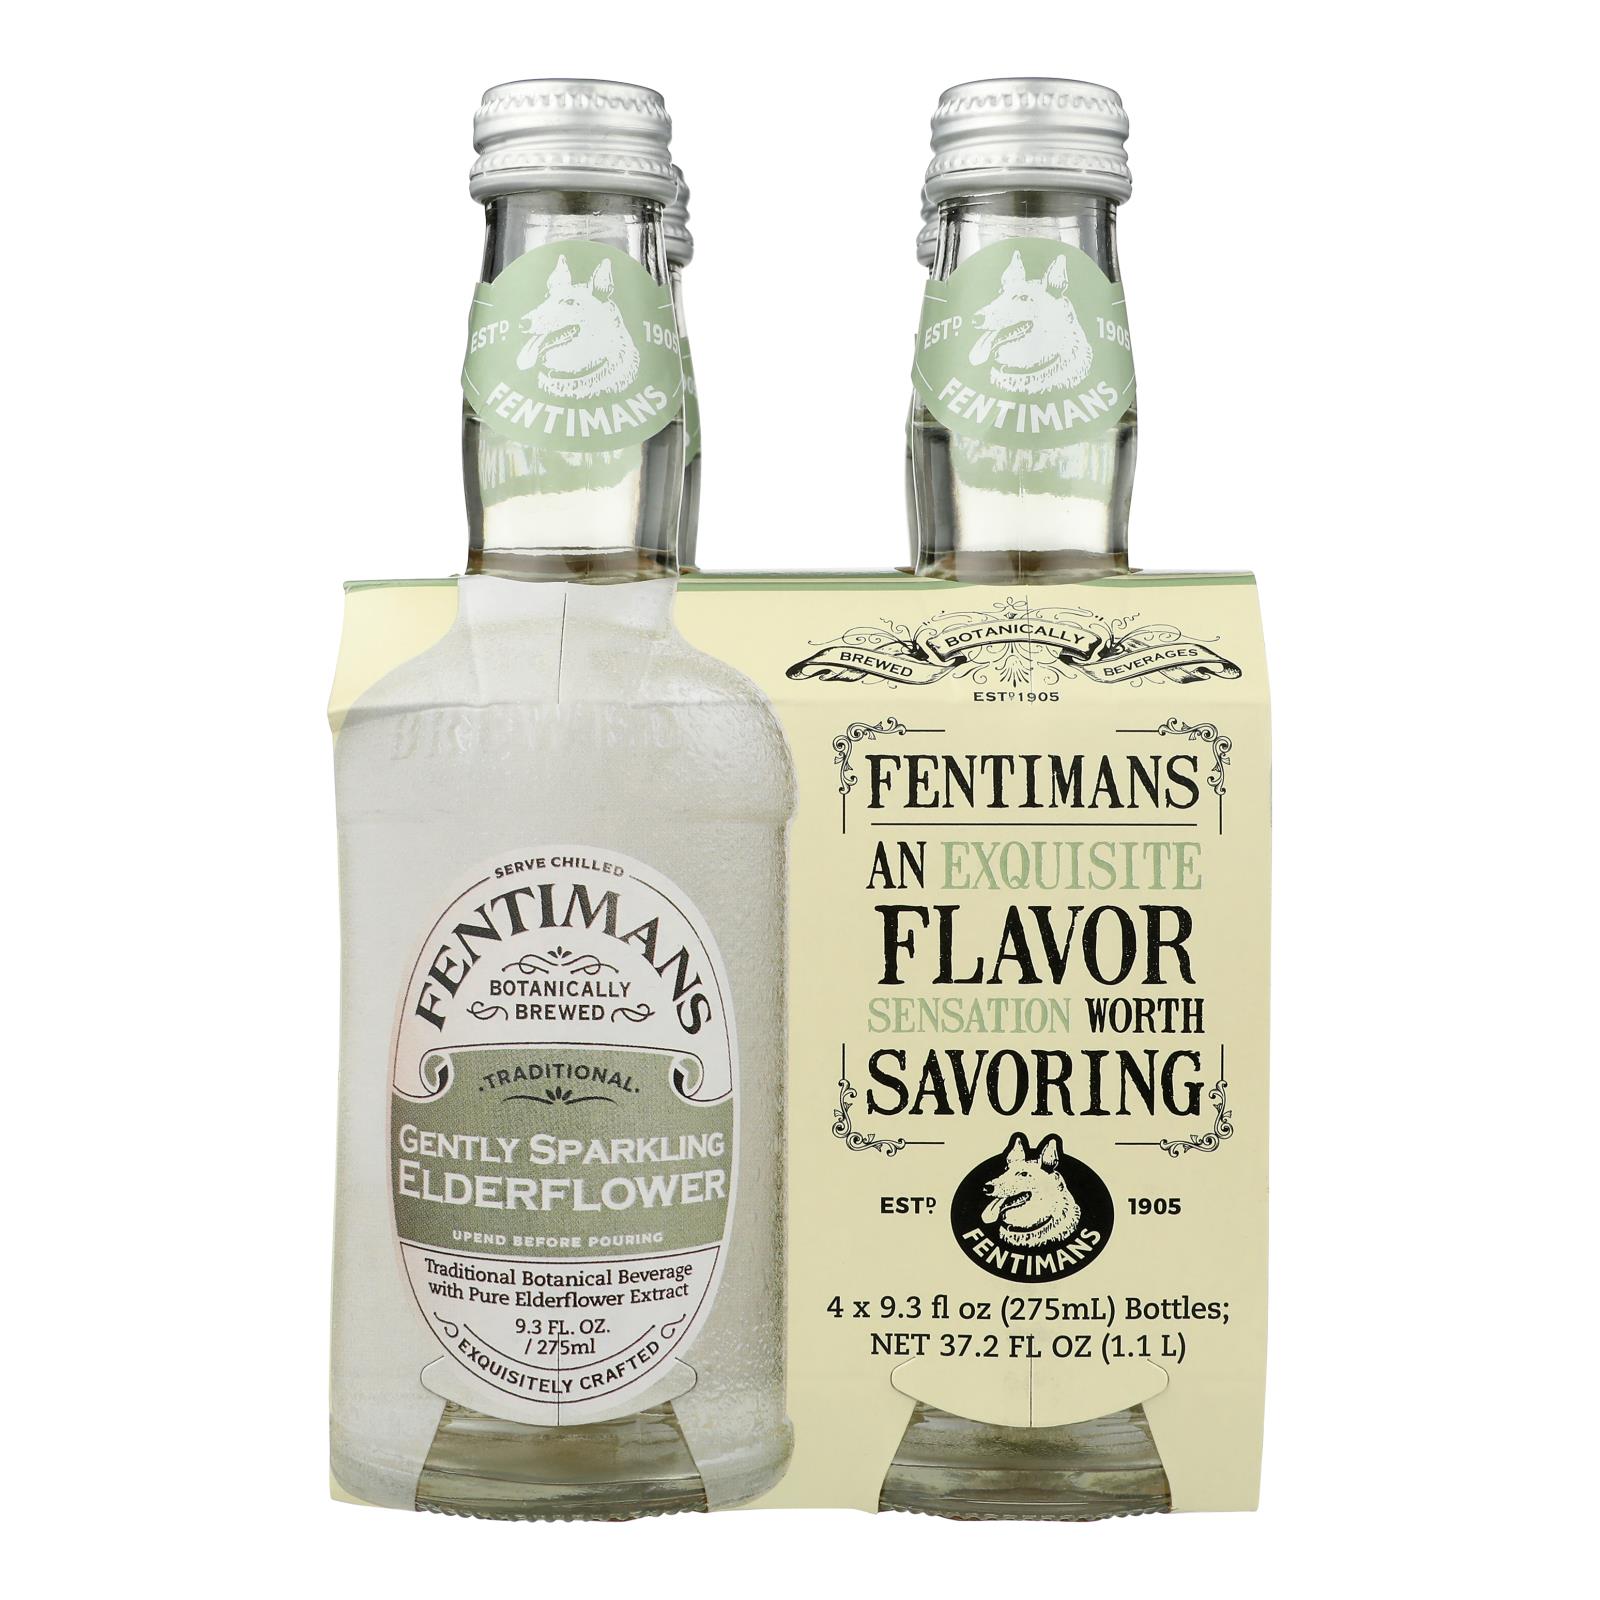 ESTD. 1905
FENTIMANS
ESTD. 1905
FENTIMANS
BREWED BOTANICALLY BEVERAGES
ESTD 1905
FENTIMANS
AN EXQUISITE
FLAVOR
SENSATION WORTH
SAVORING
ESTD. 1905
FENTIMANS
4 x 9.3 fl oz (275mL) Bottles;
NET 37.2 FL OZ (1.1 L)
SERVE CHILLED
FENTIMANS
BOTANICALLY
BREWED
·TRADITIONAL·
GENTLY SPARKLING
ELDERFLOWER
UPEND BEFORE POURING
Traditional Botanical Beverage
with Pure Elderflower Extract
9.3 FL. OZ.
/ 275ml
EXQUISITELY CRAFTED